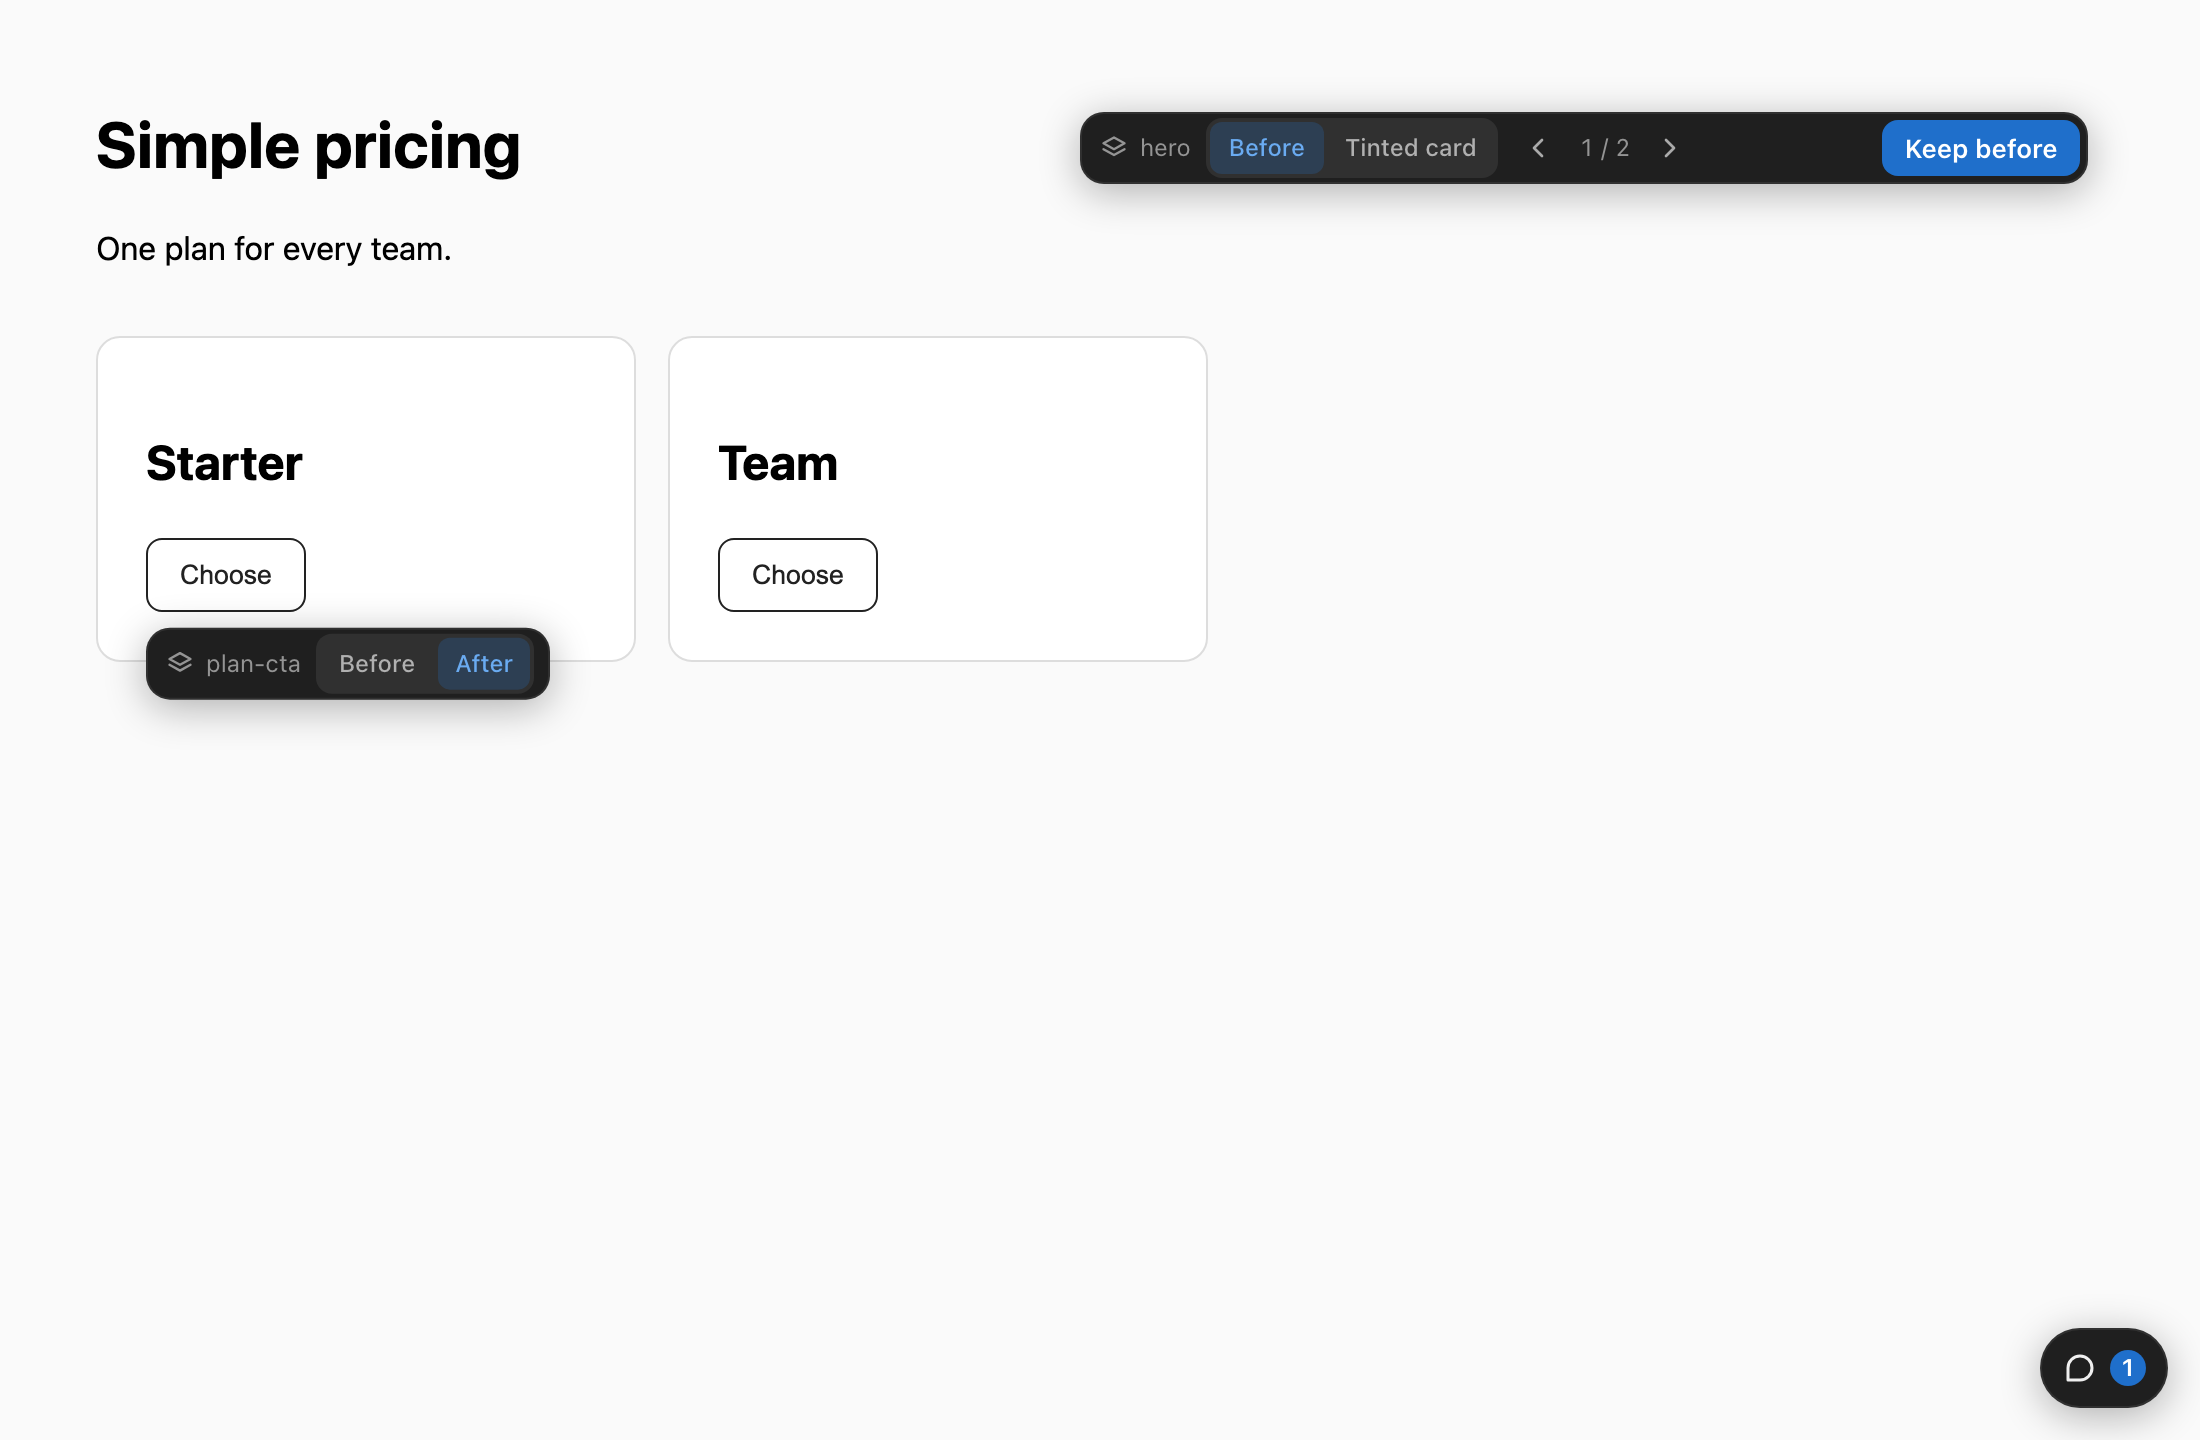 Simple pricing
hero Before Tinted card 1 / 2 Keep before
One plan for every team.
Starter
Choose
Team
Choose
plan-cta Before After
1